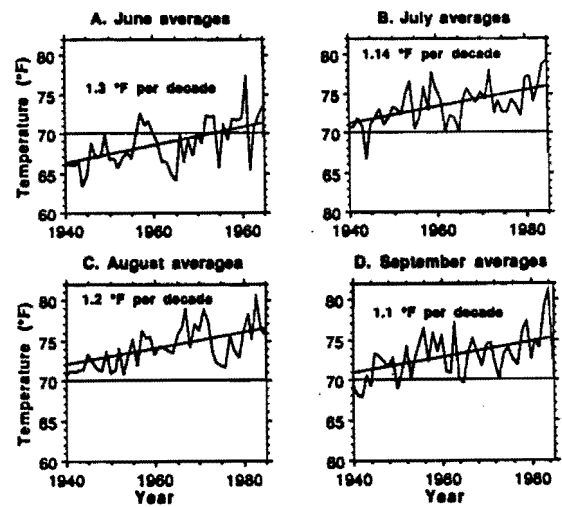 A. June averages
B. July averages
1.3 °F per decade
1.14 °F per decade
Temperature (°F)
80
75
70
65
60
80
75
70
65
60
1940
1960
1960
1940
1960
1980
C. August averages
D. September averages
1.2 °F per decade
1.1 °F per decade
Temperature (°F)
80
75
70
65
60
80
75
70
65
60
1940
1960
1980
1940
1960
1980
Year
Year